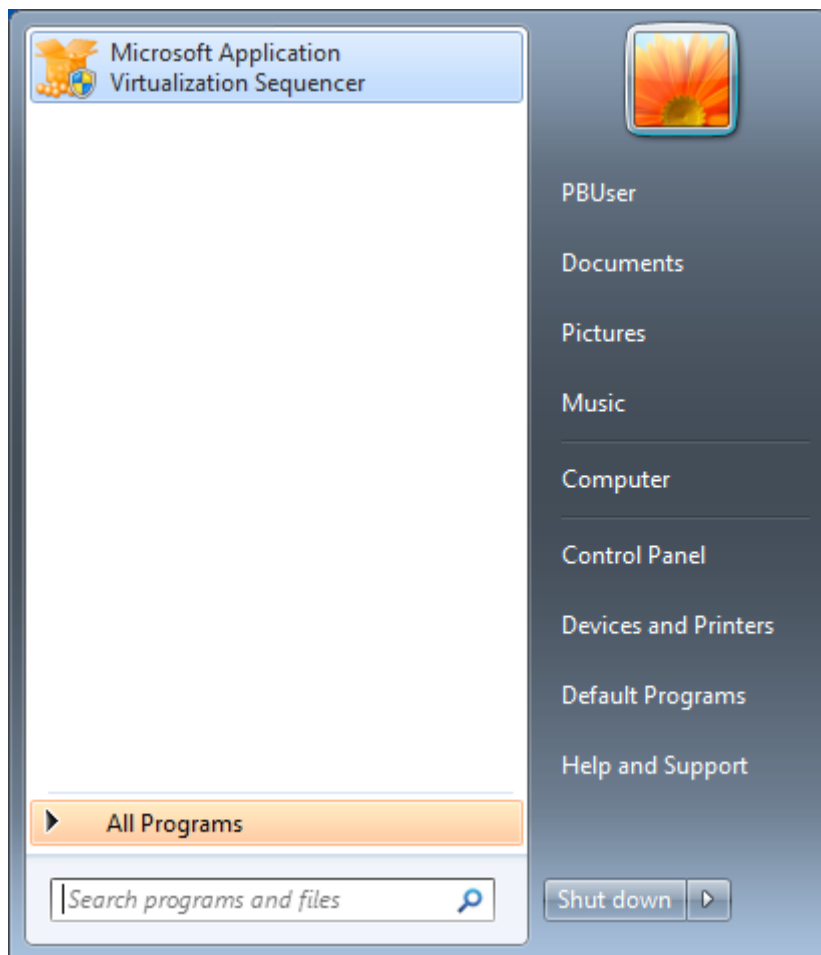 Microsoft Application
Virtualization Sequencer
PBUser
Documents
Pictures
Music
Computer
Control Panel
Devices and Printers
Default Programs
Help and Support
All Programs
Search programs and files
Shut down